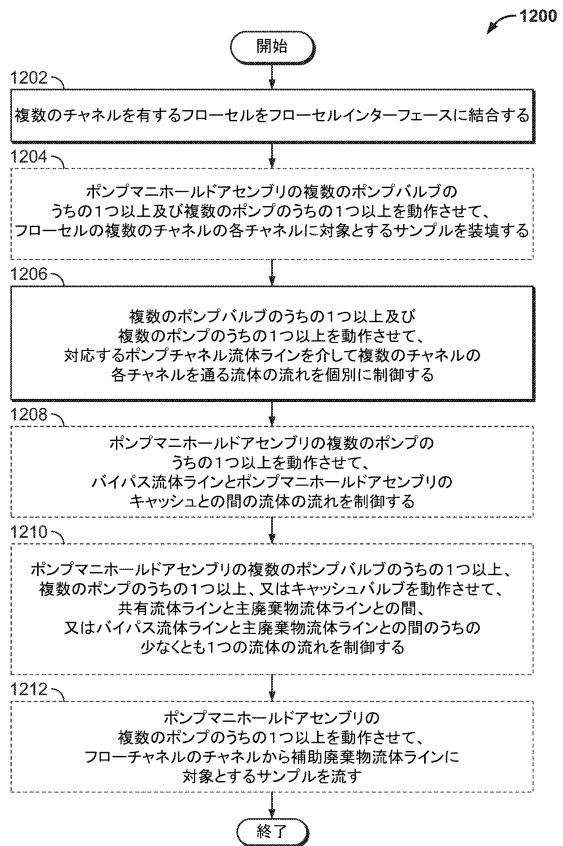 1200
開始
1202
複数のチャネルを有するフローセルをフローセルインターフェースに結合する
1204
ポンプマニホールドアセンブリの複数のポンプバルブの
うちの1つ以上及び複数のポンプのうちの1つ以上を動作させて、
フローセルの複数のチャネルの各チャネルに対象とするサンプルを装填する
1206
複数のポンプバルブのうちの1つ以上及び
複数のポンプのうちの1つ以上を動作させて、
対応するポンプチャネル流体ラインを介して複数のチャネルの
各チャネルを通る流体の流れを個別に制御する
1208
ポンプマニホールドアセンブリの複数のポンプの
うちの1つ以上を動作させて、
バイパス流体ラインとポンプマニホールドアセンブリの
キャッシュとの間の流体の流れを制御する
1210
ポンプマニホールドアセンブリの複数のポンプバルブのうちの1つ以上、
複数のポンプのうちの1つ以上、又はキャッシュバルブを動作させて、
共有流体ラインと主廃棄物流体ラインとの間、
又はバイパス流体ラインと主廃棄物流体ラインとの間のうちの
少なくとも1つの流体の流れを制御する
1212
ポンプマニホールドアセンブリの
複数のポンプのうちの1つ以上を動作させて、
フローチャネルのチャネルから補助廃棄物流体ラインに
対象とするサンプルを流す
終了